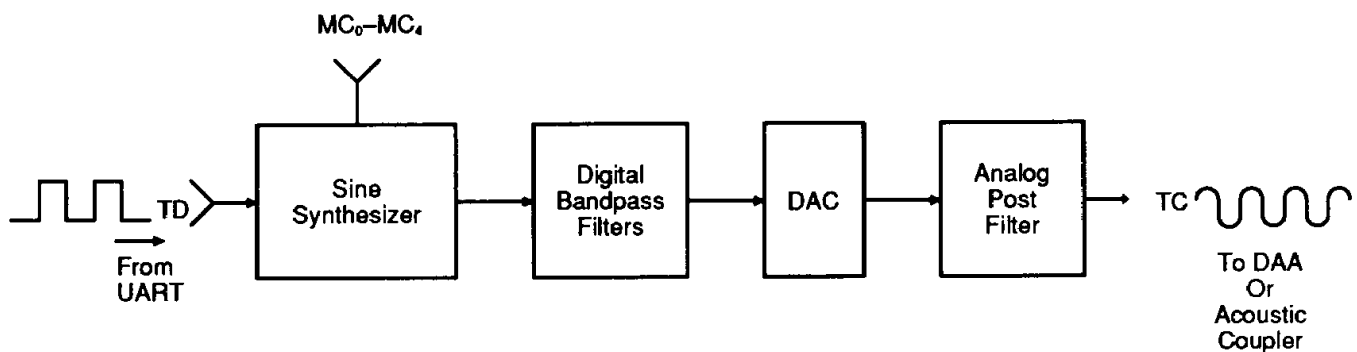 MC₀–MC₄
TD
From
UART
Sine
Synthesizer
Digital
Bandpass
Filters
DAC
Analog
Post
Filter
TC
To DAA
Or
Acoustic
Coupler